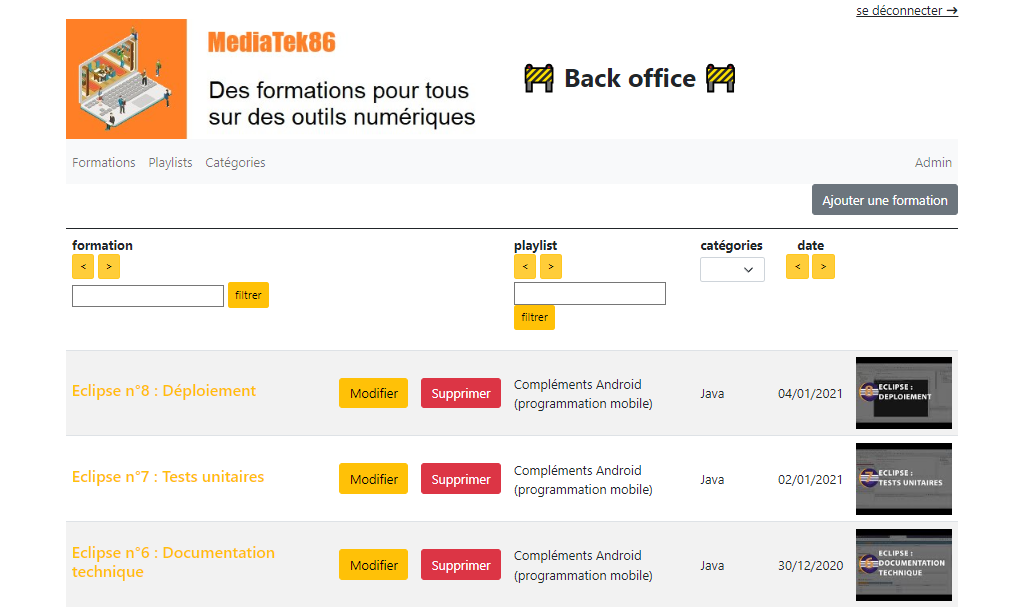 se déconnecter →
MediaTek86
Des formations pour tous
sur des outils numériques
🚧 Back office 🚧
Formations Playlists Catégories Admin
Ajouter une formation
formation playlist catégories date
< > < > < >
filtrer
filtrer
Eclipse n°8 : Déploiement Modifier Supprimer Compléments Android
(programmation mobile) Java 04/01/2021
ECLIPSE :
DEPLOIEMENT
Eclipse n°7 : Tests unitaires Modifier Supprimer Compléments Android
(programmation mobile) Java 02/01/2021
ECLIPSE :
TESTS UNITAIRES
Eclipse n°6 : Documentation
technique Modifier Supprimer Compléments Android
(programmation mobile) Java 30/12/2020
ECLIPSE :
DOCUMENTATION
TECHNIQUE